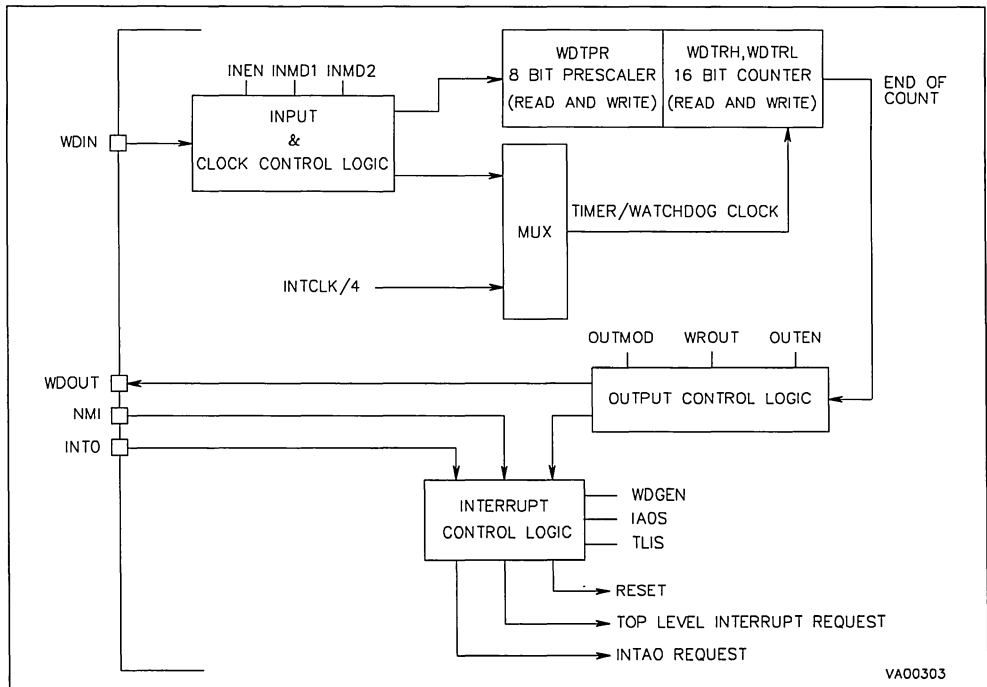 WDTPR
8 BIT PRESCALER
(READ AND WRITE)
WDTRH,WDTRL
16 BIT COUNTER
(READ AND WRITE)
END OF
COUNT
INEN INMD1 INMD2
INPUT
&
CLOCK CONTROL LOGIC
WDIN
MUX
TIMER/WATCHDOG CLOCK
INTCLK/4
OUTMOD WROUT OUTEN
OUTPUT CONTROL LOGIC
WDOUT
NMI
INT0
INTERRUPT
CONTROL LOGIC
WDGEN
IA0S
TLIS
RESET
TOP LEVEL INTERRUPT REQUEST
INTA0 REQUEST
VA00303